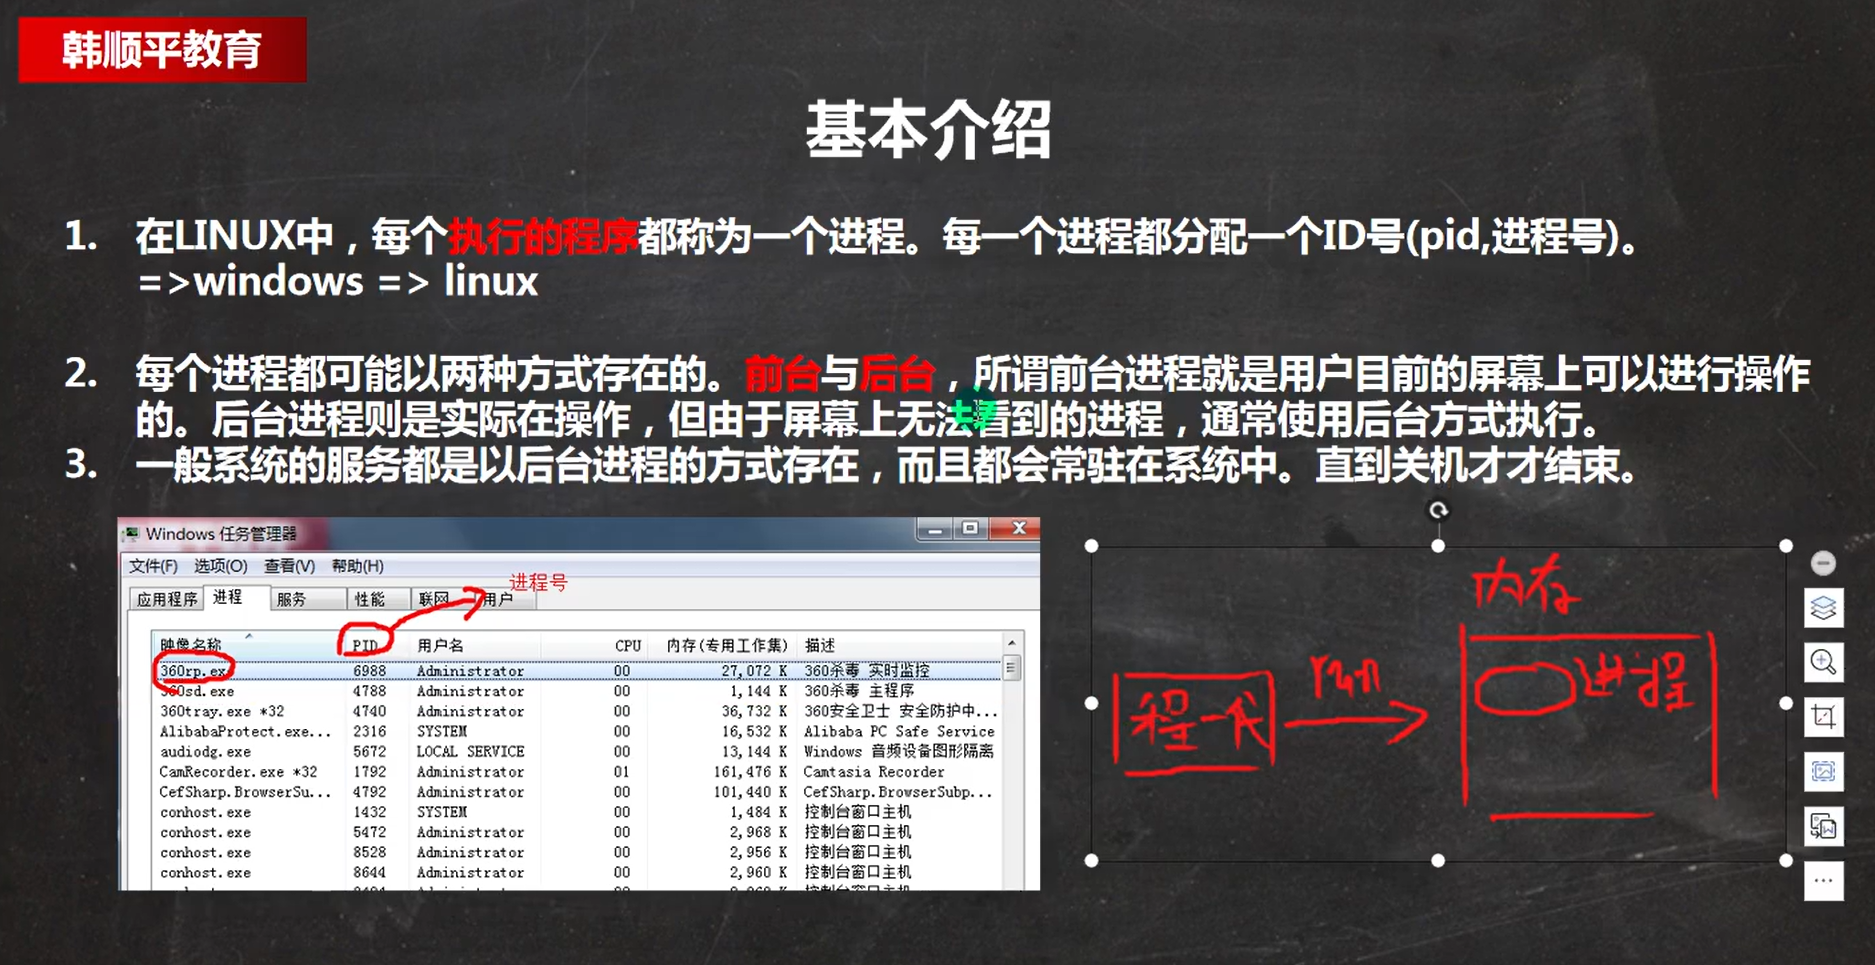 韩顺平教育
基本介绍
1. 在LINUX中，每个执行的程序都称为一个进程。每一个进程都分配一个ID号(pid,进程号)。
=>windows => linux
2. 每个进程都可能以两种方式存在的。前台与后台，所谓前台进程就是用户目前的屏幕上可以进行操作
的。后台进程则是实际在操作，但由于屏幕上无法看到的进程，通常使用后台方式执行。
3. 一般系统的服务都是以后台进程的方式存在，而且都会常驻在系统中。直到关机才才结束。
Windows 任务管理器
文件(F) 选项(O) 查看(V) 帮助(H)
进程号
应用程序 进程 服务 性能 联网 用户
映像名称 PID 用户名 CPU 内存(专用工作集) 描述
360rp.ex 6988 Administrator 00 27,072 K 360杀毒 实时监控
360sd.exe 4788 Administrator 00 1,144 K 360杀毒 主程序
360tray.exe *32 4740 Administrator 00 36,732 K 360安全卫士 安全防护中...
AlibabaProtect.exe... 2316 SYSTEM 00 16,532 K Alibaba PC Safe Service
audiodg.exe 5672 LOCAL SERVICE 00 13,144 K Windows 音频设备图形隔离
CamRecorder.exe *32 1792 Administrator 01 161,476 K Camtasia Recorder
CefSharp.BrowserSu... 4792 Administrator 00 101,440 K CefSharp.BrowserSubp...
conhost.exe 1432 SYSTEM 00 1,484 K 控制台窗口主机
conhost.exe 5472 Administrator 00 2,968 K 控制台窗口主机
conhost.exe 8528 Administrator 00 2,956 K 控制台窗口主机
conhost.exe 8644 Administrator 00 2,960 K 控制台窗口主机
内存
程一代
run
进程